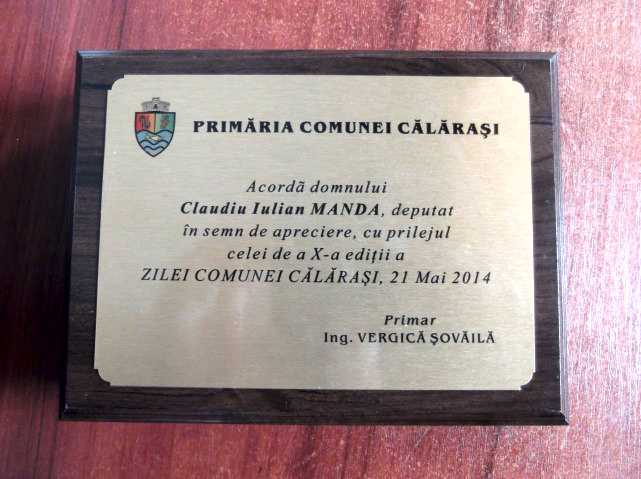 PRIMĂRIA COMUNEI CĂLĂRAŞI
Acordă domnului
Claudiu Iulian MANDA, deputat
în semn de apreciere, cu prilejul
celei de a X-a ediţii a
ZILEI COMUNEI CĂLĂRAŞI, 21 Mai 2014
Primar
Ing. VERGICĂ ŞOVĂILĂ